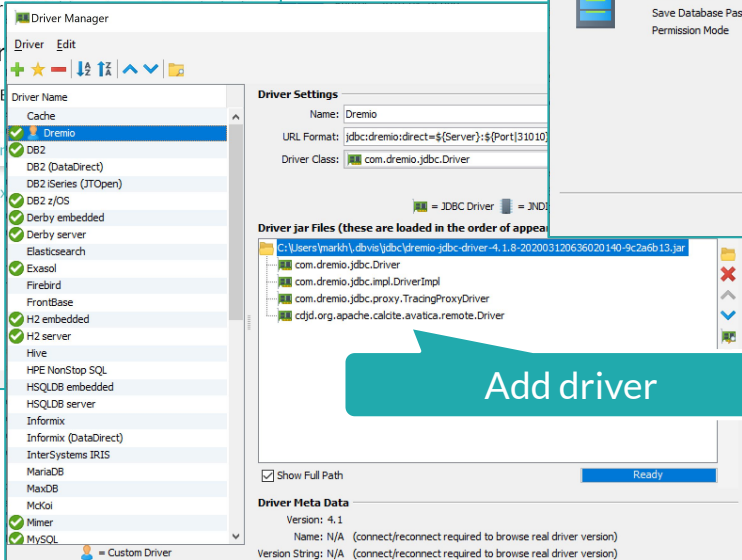 Driver Manager
Save Database Pas
Permission Mode
Driver Edit
Driver Name
Cache
Dremio
DB2
DB2 (DataDirect)
DB2 iSeries (JTOpen)
DB2 z/OS
Derby embedded
Derby server
Elasticsearch
Exasol
Firebird
FrontBase
H2 embedded
H2 server
Hive
HPE NonStop SQL
HSQLDB embedded
HSQLDB server
Informix
Informix (DataDirect)
InterSystems IRIS
MariaDB
MaxDB
McKoi
Mimer
MySQL
= Custom Driver
Driver Settings
Name: Dremio
URL Format: jdbc:dremio:direct=${Server}:${Port|31010}
Driver Class: com.dremio.jdbc.Driver
= JDBC Driver = JNDI
Driver jar Files (these are loaded in the order of appear
C:\Users\markh\.dbvis\jdbc\dremio-jdbc-driver-4.1.8-202003120636020140-9c2a6b13.jar
com.dremio.jdbc.Driver
com.dremio.jdbc.impl.DriverImpl
com.dremio.jdbc.proxy.TracingProxyDriver
cdjd.org.apache.calcite.avatica.remote.Driver
Add driver
Show Full Path
Ready
Driver Meta Data
Version: 4.1
Name: N/A (connect/reconnect required to browse real driver version)
Version String: N/A (connect/reconnect required to browse real driver version)